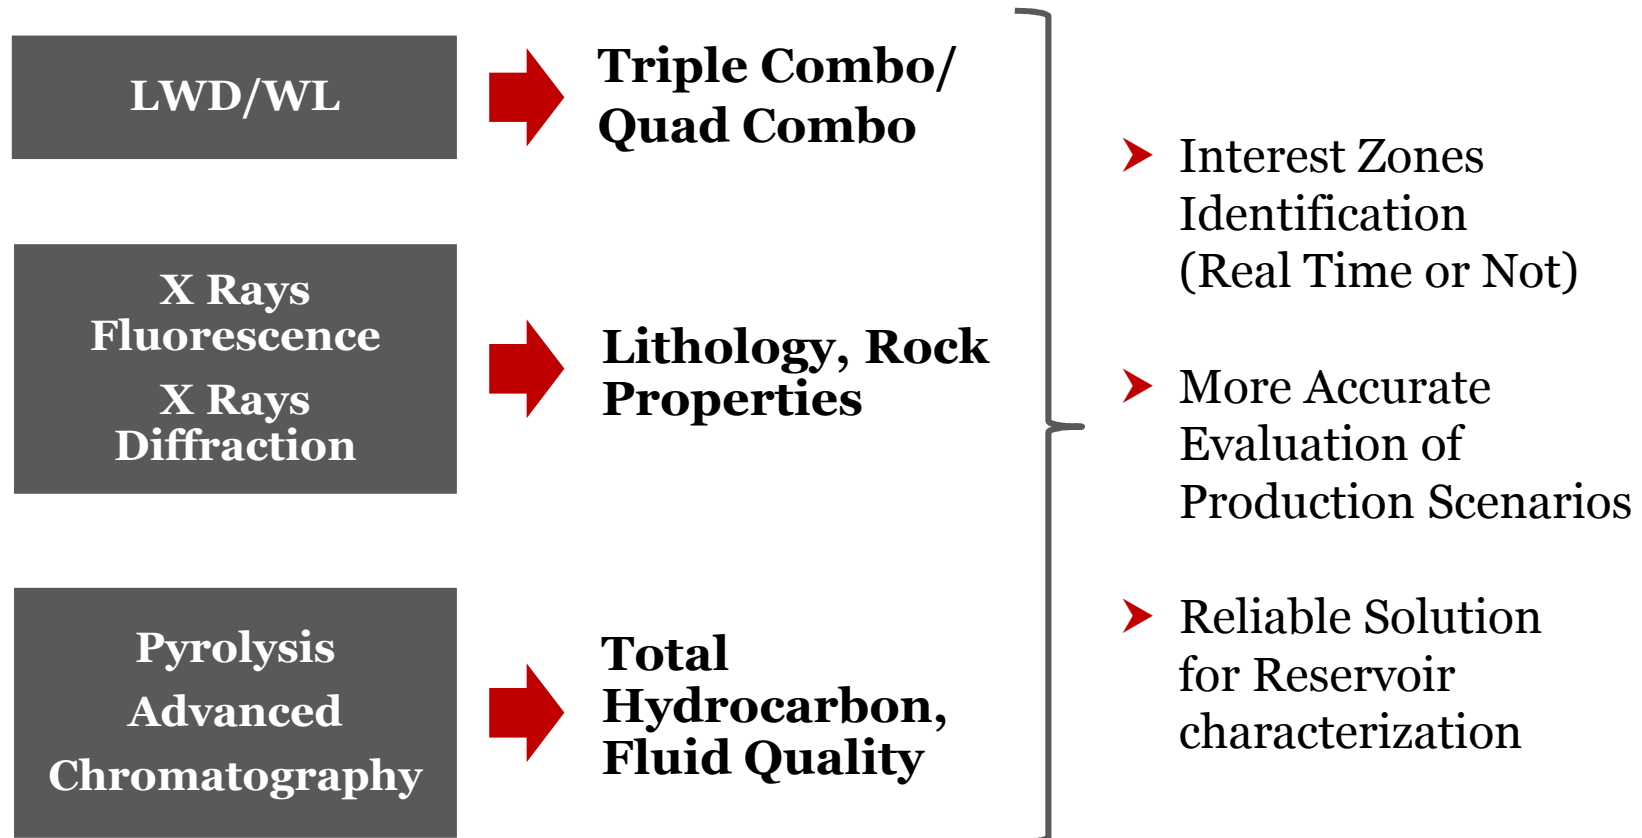 LWD/WL
Triple Combo/
Quad Combo
X Rays
Fluorescence
X Rays
Diffraction
Lithology, Rock
Properties
Pyrolysis
Advanced
Chromatography
Total
Hydrocarbon,
Fluid Quality
Interest Zones
Identification
(Real Time or Not)
More Accurate
Evaluation of
Production Scenarios
Reliable Solution
for Reservoir
characterization